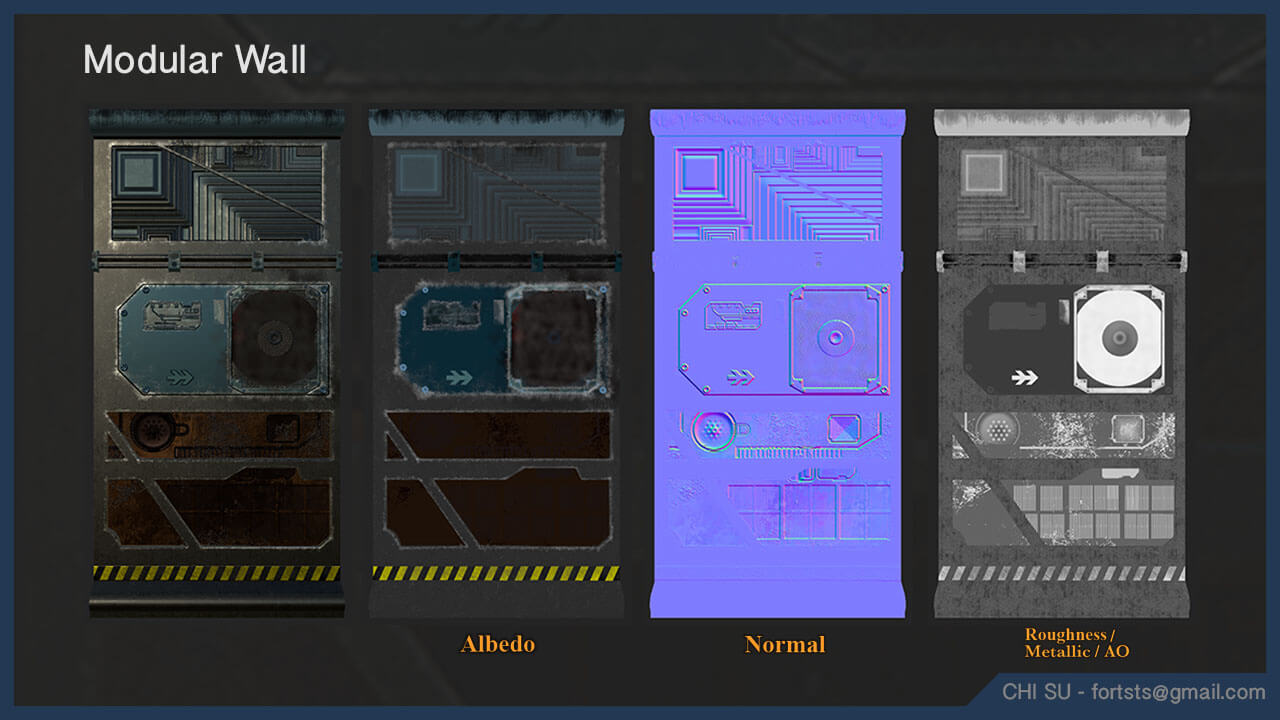 Modular Wall
Albedo
Normal
Roughness /
Metallic / AO
CHI SU - fortsts@gmail.com